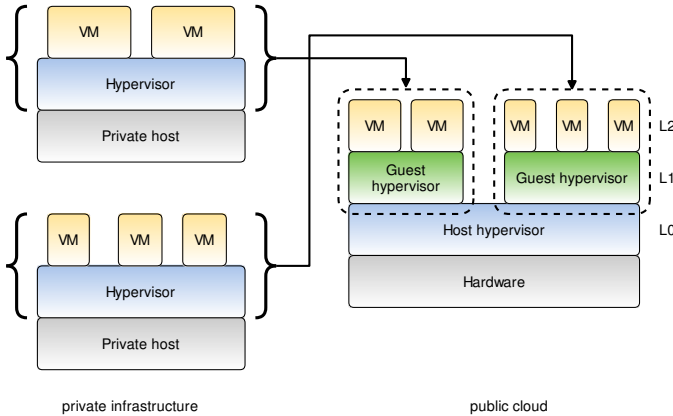 VM VM
Hypervisor
Private host
VM VM VM
Hypervisor
Private host
private infrastructure
VM VM VM VM VM L2
Guest
hypervisor
Guest hypervisor L1
Host hypervisor L0
Hardware
public cloud